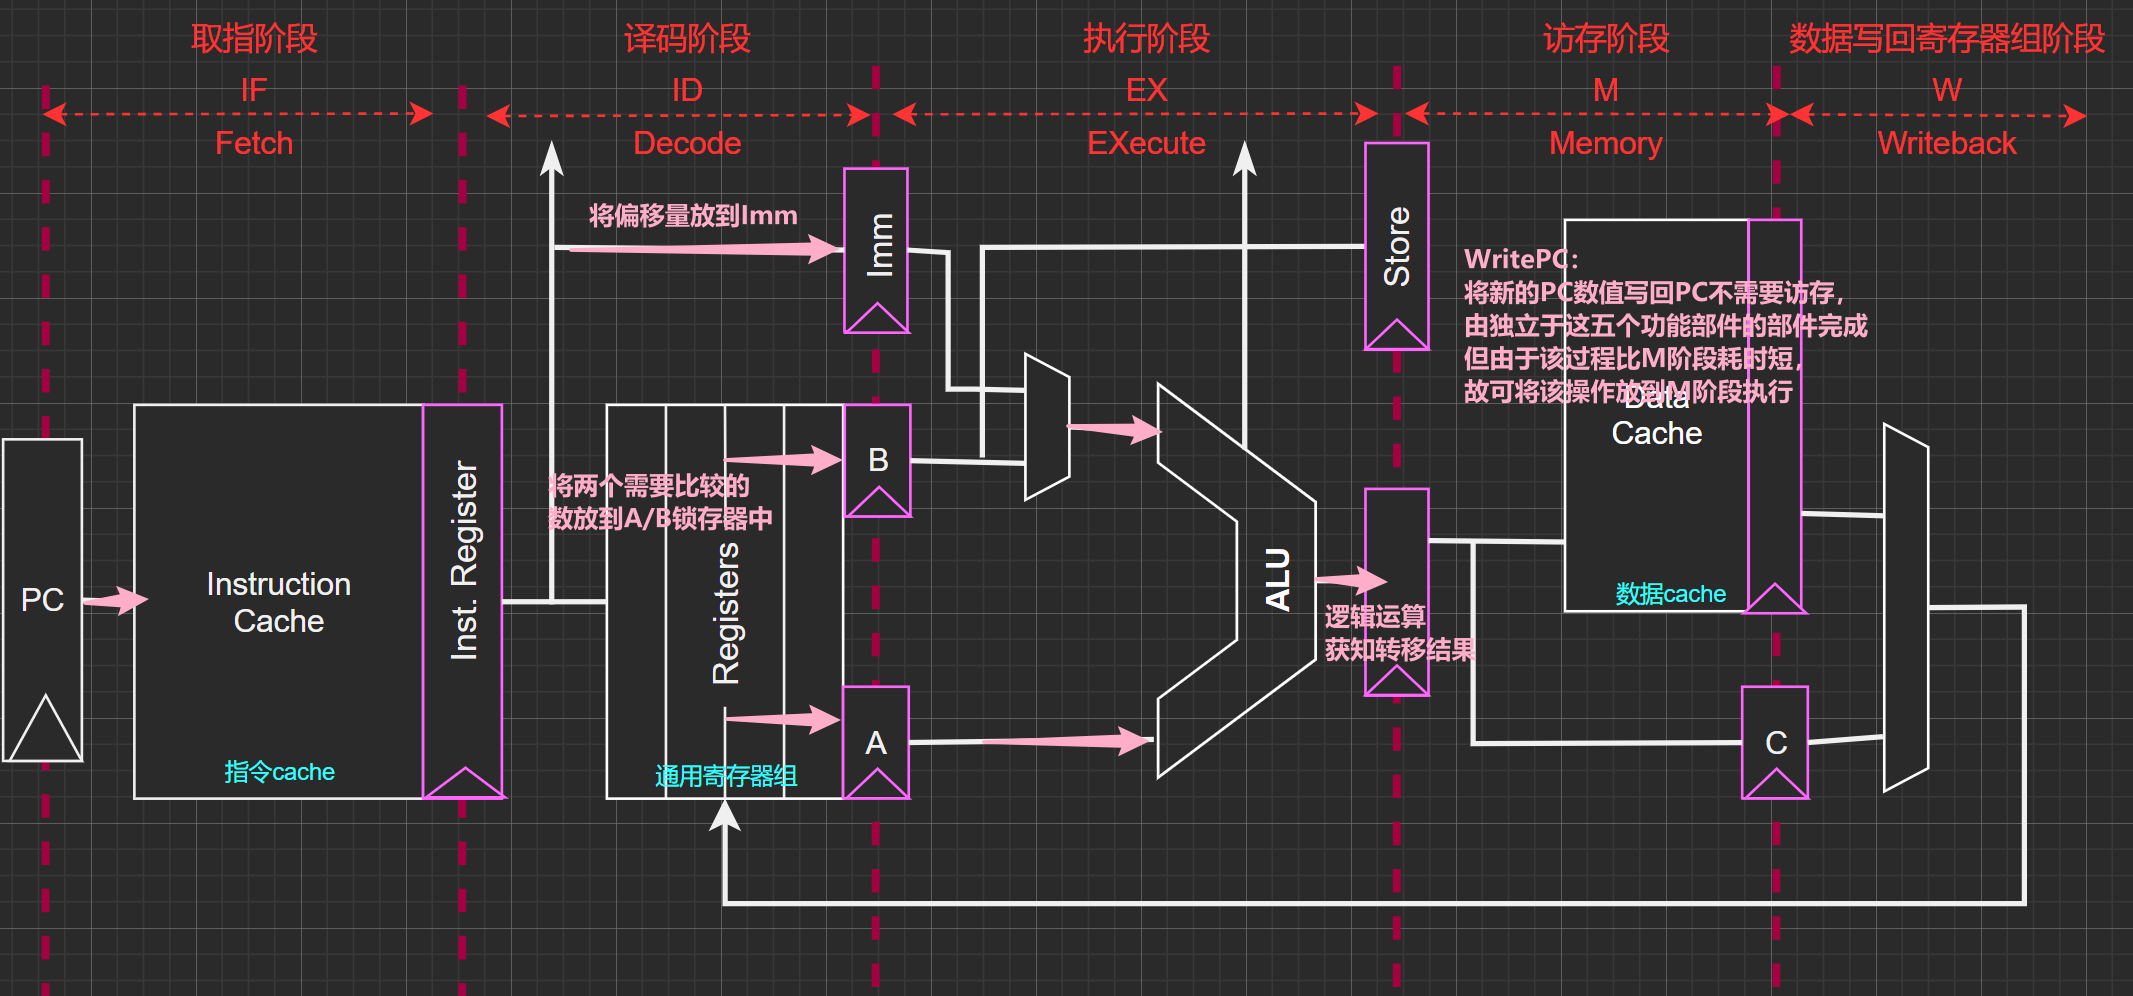 取指阶段
译码阶段
执行阶段
访存阶段
数据写回寄存器组阶段
IF
ID
EX
M
W
Fetch
Decode
EXecute
Memory
Writeback
将偏移量放到Imm
Imm
Store
WritePC:
将新的PC数值写回PC不需要访存，
由独立于这五个功能部件的部件完成
但由于该过程比M阶段耗时短，
故可将该操作放到M阶段执行
Data
Cache
B
将两个需要比较的
数放到A/B锁存器中
PC
Instruction
Cache
Inst. Register
Registers
ALU
逻辑运算
获知转移结果
数据cache
A
C
指令cache
通用寄存器组